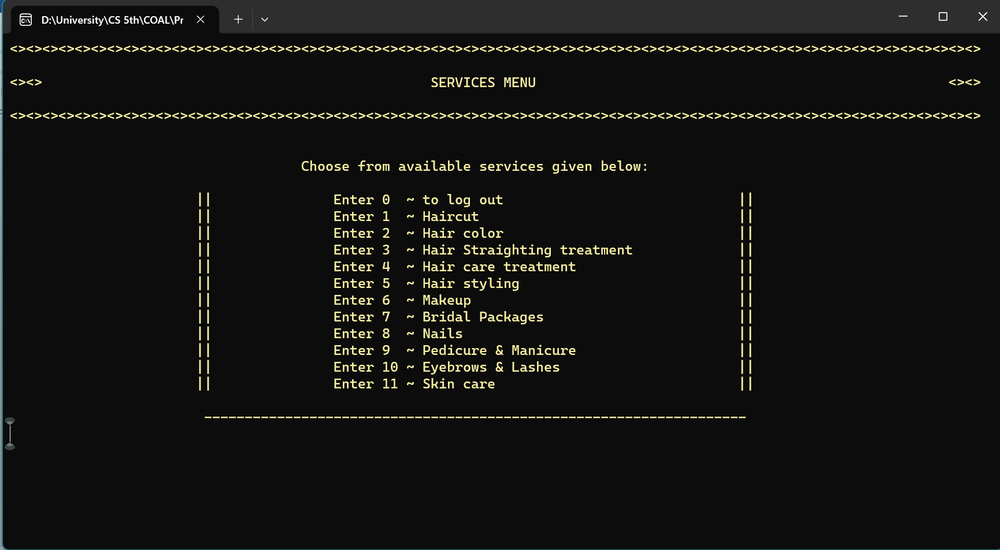 D:\University\CS 5th\COAL\Pr
<><><><><><><><><><><><><><><><><><><><><><><><><><><><><><><><><><><><><><><><><><><><><><><><><><><><><><><><><><><><>
<><> SERVICES MENU <><>
<><><><><><><><><><><><><><><><><><><><><><><><><><><><><><><><><><><><><><><><><><><><><><><><><><><><><><><><><><><><>
Choose from available services given below:
|| Enter 0 ~ to log out ||
|| Enter 1 ~ Haircut ||
|| Enter 2 ~ Hair color ||
|| Enter 3 ~ Hair Straighting treatment ||
|| Enter 4 ~ Hair care treatment ||
|| Enter 5 ~ Hair styling ||
|| Enter 6 ~ Makeup ||
|| Enter 7 ~ Bridal Packages ||
|| Enter 8 ~ Nails ||
|| Enter 9 ~ Pedicure & Manicure ||
|| Enter 10 ~ Eyebrows & Lashes ||
|| Enter 11 ~ Skin care ||
-------------------------------------------------------------------